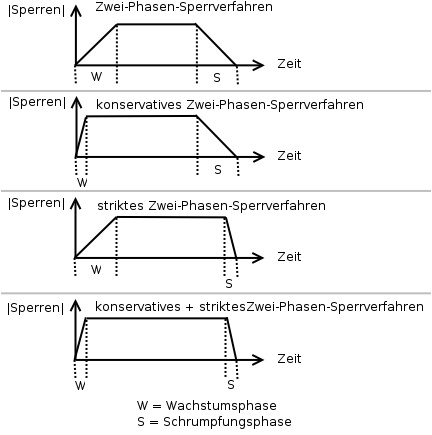 |Sperren| Zwei-Phasen-Sperrverfahren
Zeit
W S
|Sperren| konservatives Zwei-Phasen-Sperrverfahren
Zeit
S
W
|Sperren| striktes Zwei-Phasen-Sperrverfahren
Zeit
W
S
|Sperren| konservatives + striktesZwei-Phasen-Sperrverfahren
Zeit
W S
W = Wachstumsphase
S = Schrumpfungsphase